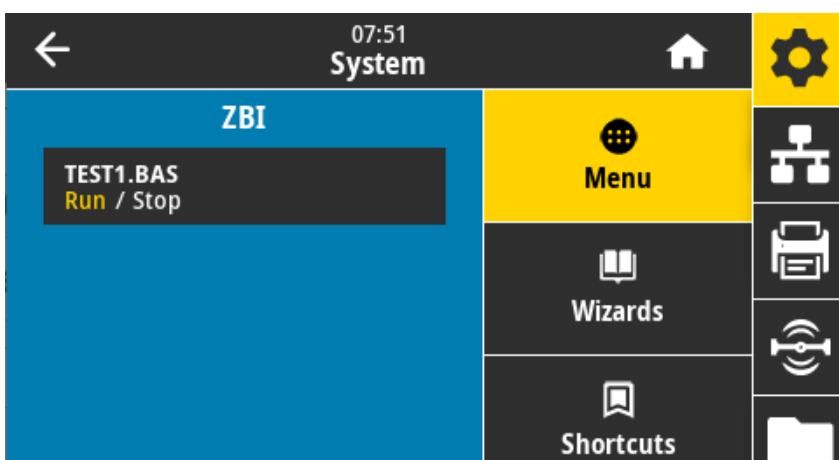 07:51
System
ZBI
TEST1.BAS
Run / Stop
Menu
Wizards
Shortcuts